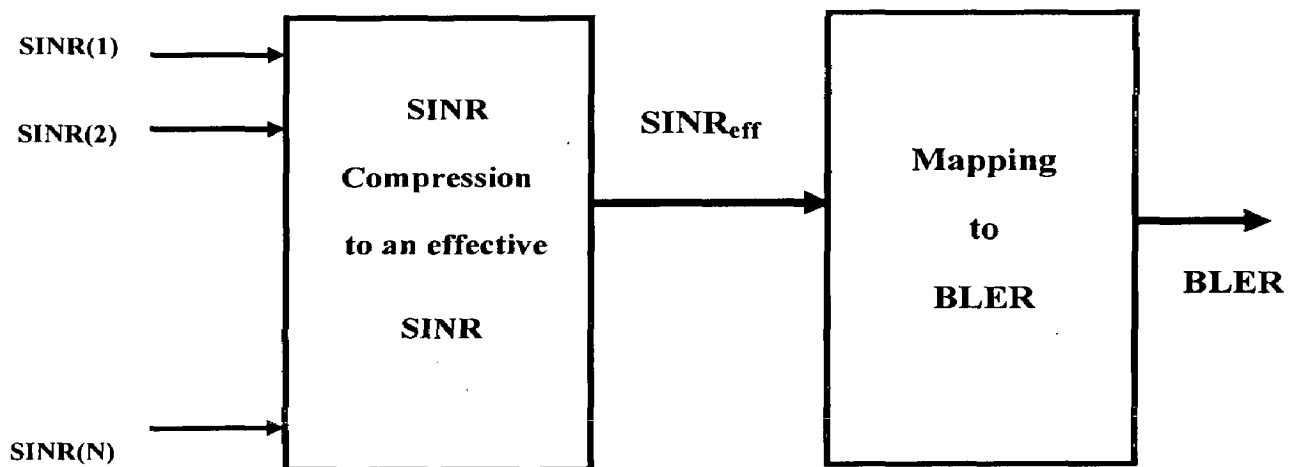 SINR(1)
SINR(2)
SINR(N)
SINR
Compression
to an effective
SINR
SINReff
Mapping
to
BLER
BLER